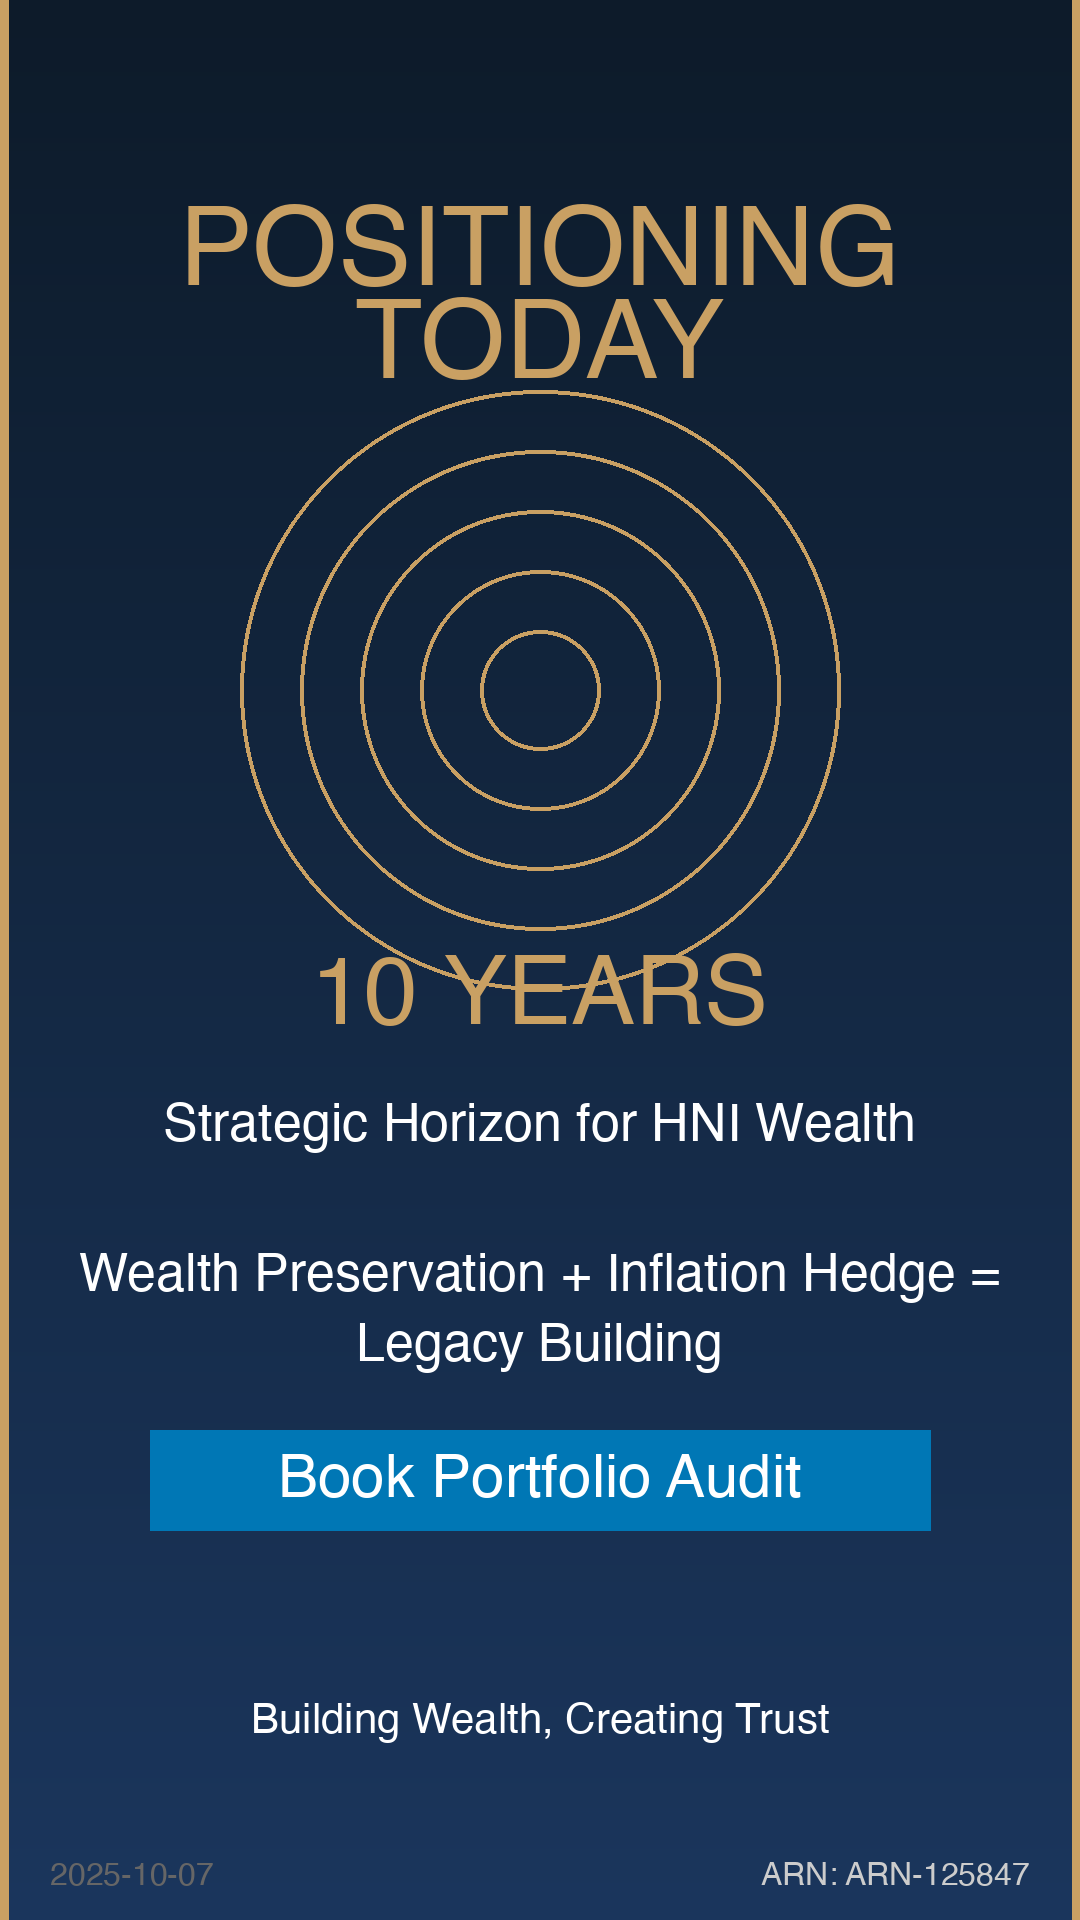 POSITIONING
TODAY
10 YEARS
Strategic Horizon for HNI Wealth
Wealth Preservation + Inflation Hedge =
Legacy Building
Book Portfolio Audit
Building Wealth, Creating Trust
2025-10-07
ARN: ARN-125847